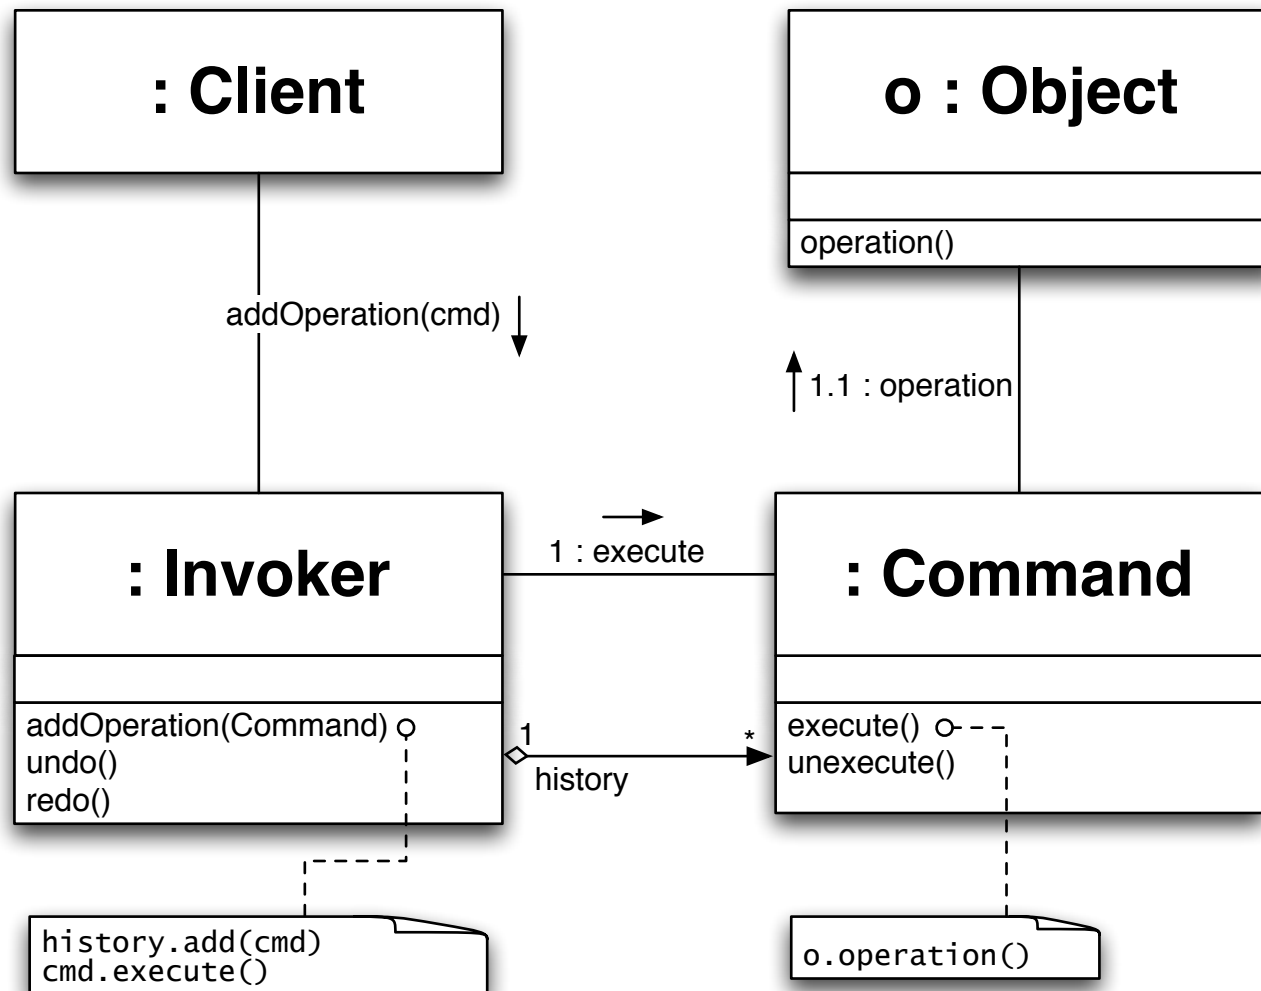 : Client
o : Object
operation()
addOperation(cmd)
1.1 : operation
: Invoker
1 : execute
: Command
addOperation(Command)
undo()
redo()
1
*
history
execute()
unexecute()
history.add(cmd)
cmd.execute()
o.operation()